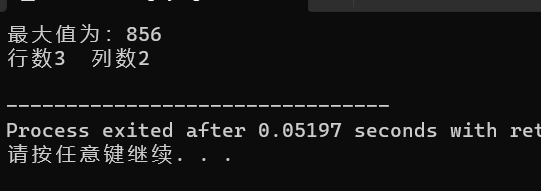 最大值为: 856
行数3  列数2
--------------------------------
Process exited after 0.05197 seconds with ret
请按任意键继续. . .